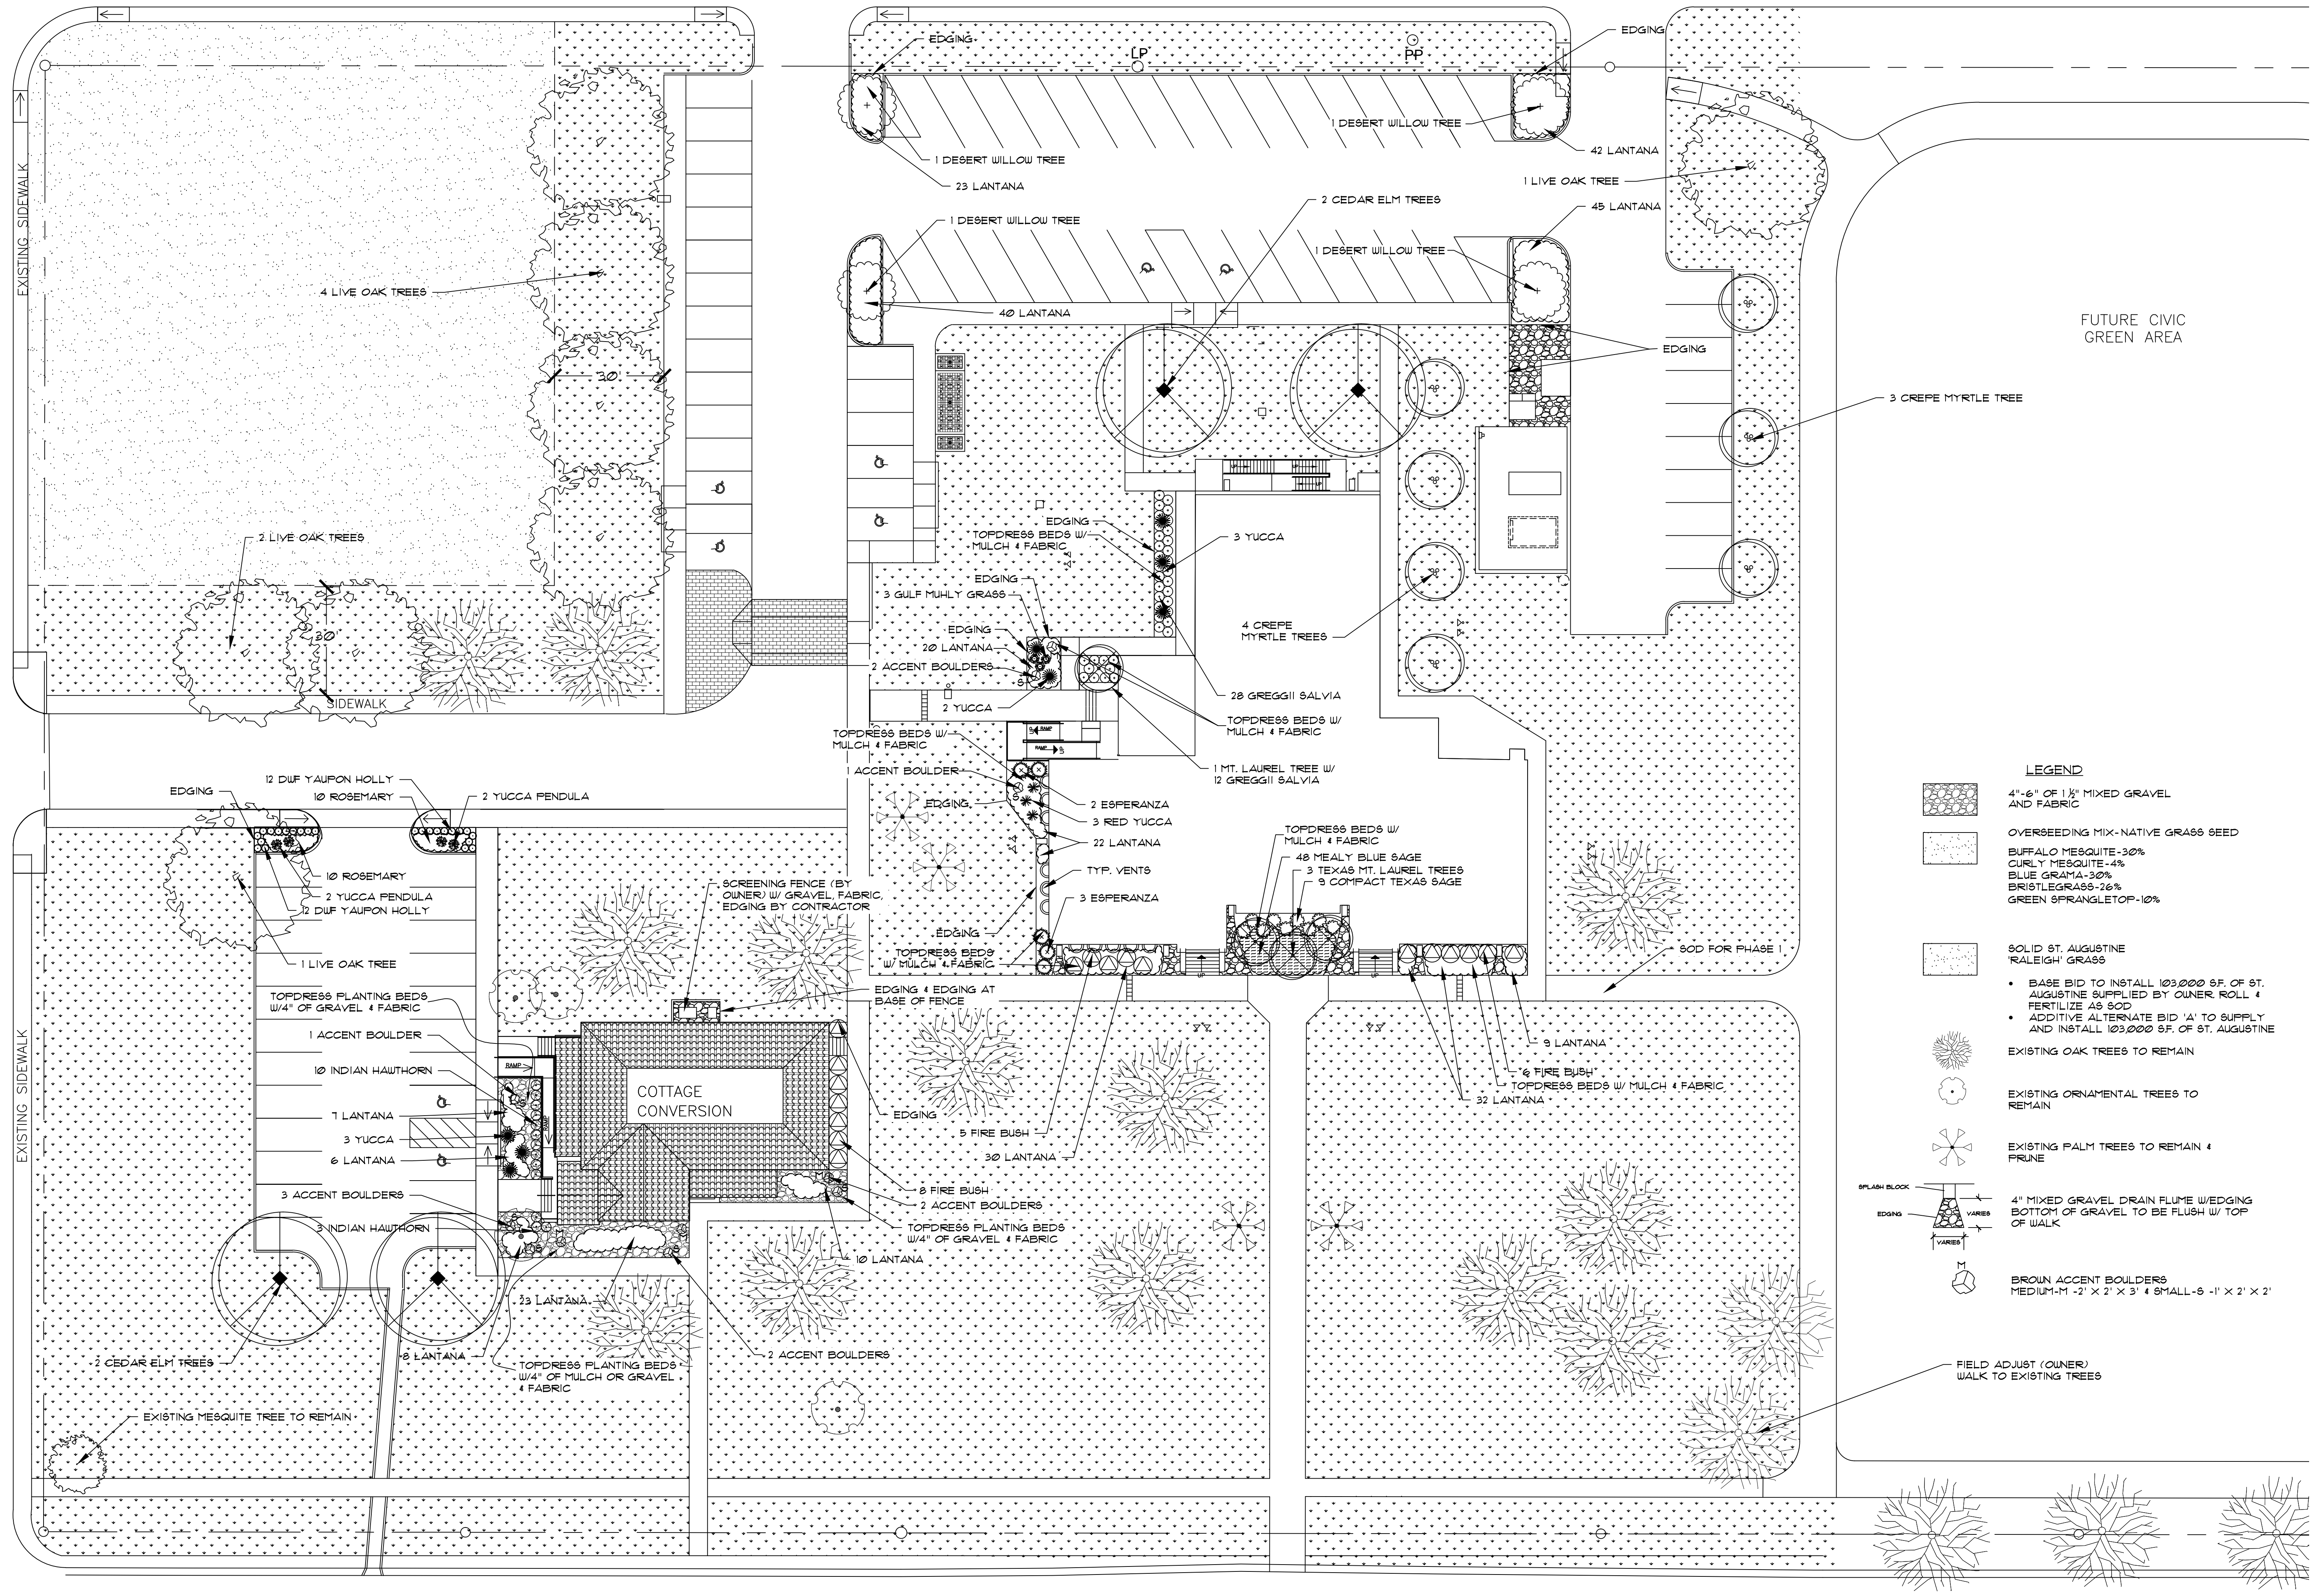 EDGING
EDGING
LP
PP
EXISTING SIDEWALK
1 DESERT WILLOW TREE
42 LANTANA
1 DESERT WILLOW TREE
23 LANTANA
1 LIVE OAK TREE
2 CEDAR ELM TREES
45 LANTANA
1 DESERT WILLOW TREE
1 DESERT WILLOW TREE
4 LIVE OAK TREES
40 LANTANA
FUTURE CIVIC
GREEN AREA
EDGING
30'
3 CREPE MYRTLE TREE
UP
UP
UP
EDGING
TOPDRESS BEDS W/
MULCH & FABRIC
3 YUCCA
2 LIVE OAK TREES
EDGING
3 GULF MUHLY GRASS
4 CREPE
MYRTLE TREES
30'
EDGING
20 LANTANA
2 ACCENT BOULDERS
S
28 GREGGII SALVIA
SIDEWALK
2 YUCCA
TOPDRESS BEDS W/
MULCH & FABRIC
RAMP
RAMP
TOPDRESS BEDS W/
MULCH & FABRIC
1 ACCENT BOULDER
1 MT. LAUREL TREE W/
12 GREGGII SALVIA
12 DWF YAUPON HOLLY
EDGING
10 ROSEMARY
2 YUCCA PENDULA
S
EDGING
2 ESPERANZA
3 RED YUCCA
22 LANTANA
TOPDRESS BEDS W/
MULCH & FABRIC
48 MEALY BLUE SAGE
3 TEXAS MT. LAUREL TREES
9 COMPACT TEXAS SAGE
TYP. VENTS
10 ROSEMARY
2 YUCCA PENDULA
12 DWF YAUPON HOLLY
SCREENING FENCE (BY
OWNER) W/ GRAVEL, FABRIC,
EDGING BY CONTRACTOR
3 ESPERANZA
EDGING
TOPDRESS BEDS
W/ MULCH & FABRIC
UP
UP
SOD FOR PHASE 1
1 LIVE OAK TREE
TOPDRESS PLANTING BEDS
W/4" OF GRAVEL & FABRIC
EDGING & EDGING AT
BASE OF FENCE
1 ACCENT BOULDER
RAMP
10 INDIAN HAWTHORN
COTTAGE
CONVERSION
RAMP
7 LANTANA
3 YUCCA
6 LANTANA
EDGING
5 FIRE BUSH
30 LANTANA
9 LANTANA
6 FIRE BUSH
TOPDRESS BEDS W/ MULCH & FABRIC
32 LANTANA
8 FIRE BUSH
2 ACCENT BOULDERS
TOPDRESS PLANTING BEDS
W/4" OF GRAVEL & FABRIC
10 LANTANA
3 ACCENT BOULDERS
3 INDIAN HAWTHORN
EXISTING SIDEWALK
23 LANTANA
2 CEDAR ELM TREES
8 LANTANA
2 ACCENT BOULDERS
TOPDRESS PLANTING BEDS
W/4" OF MULCH OR GRAVEL
& FABRIC
EXISTING MESQUITE TREE TO REMAIN
LEGEND
4"-6" OF 1 ½" MIXED GRAVEL
AND FABRIC
OVERSEEDING MIX-NATIVE GRASS SEED
BUFFALO MESQUITE-30%
CURLY MESQUITE-4%
BLUE GRAMA-30%
BRISTLEGRASS-26%
GREEN SPRANGLETOP-10%
SOLID ST. AUGUSTINE
'RALEIGH' GRASS
• BASE BID TO INSTALL 103,000 S.F. OF ST.
AUGUSTINE SUPPLIED BY OWNER. ROLL &
FERTILIZE AS SOD
• ADDITIVE ALTERNATE BID 'A' TO SUPPLY
AND INSTALL 103,000 S.F. OF ST. AUGUSTINE
EXISTING OAK TREES TO REMAIN
EXISTING ORNAMENTAL TREES TO
REMAIN
EXISTING PALM TREES TO REMAIN &
PRUNE
SPLASH BLOCK
EDGING
VARIES
VARIES
4" MIXED GRAVEL DRAIN FLUME W/EDGING
BOTTOM OF GRAVEL TO BE FLUSH W/ TOP
OF WALK
M
BROWN ACCENT BOULDERS
MEDIUM-M -2' X 2' X 3' & SMALL-S -1' X 2' X 2'
FIELD ADJUST (OWNER)
WALK TO EXISTING TREES